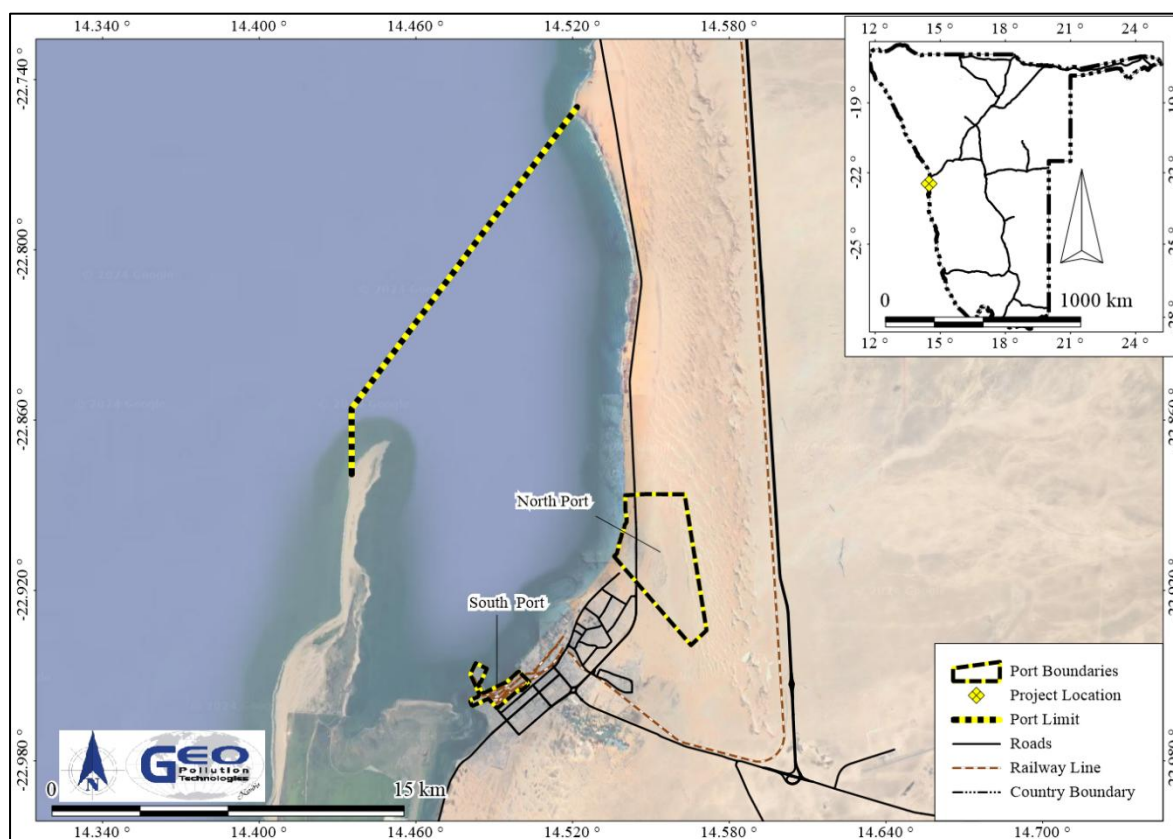 14.340 °
14.400 °
14.460 °
14.520 °
14.580 °
12 °
15 °
18 °
21 °
24 °
-22.740 °
-22.800 °
-22.860 °
-22.920 °
-22.980 °
-19
-22
-25
0
1000 km
12 °
15 °
18 °
21 °
24 °
North Port
South Port
Port Boundaries
Project Location
Port Limit
Roads
Railway Line
Country Boundary
N
GEO
Pollution
Technologies
0
15 km
14.340 °
14.400 °
14.460 °
14.520 °
14.580 °
14.640 °
14.700 °